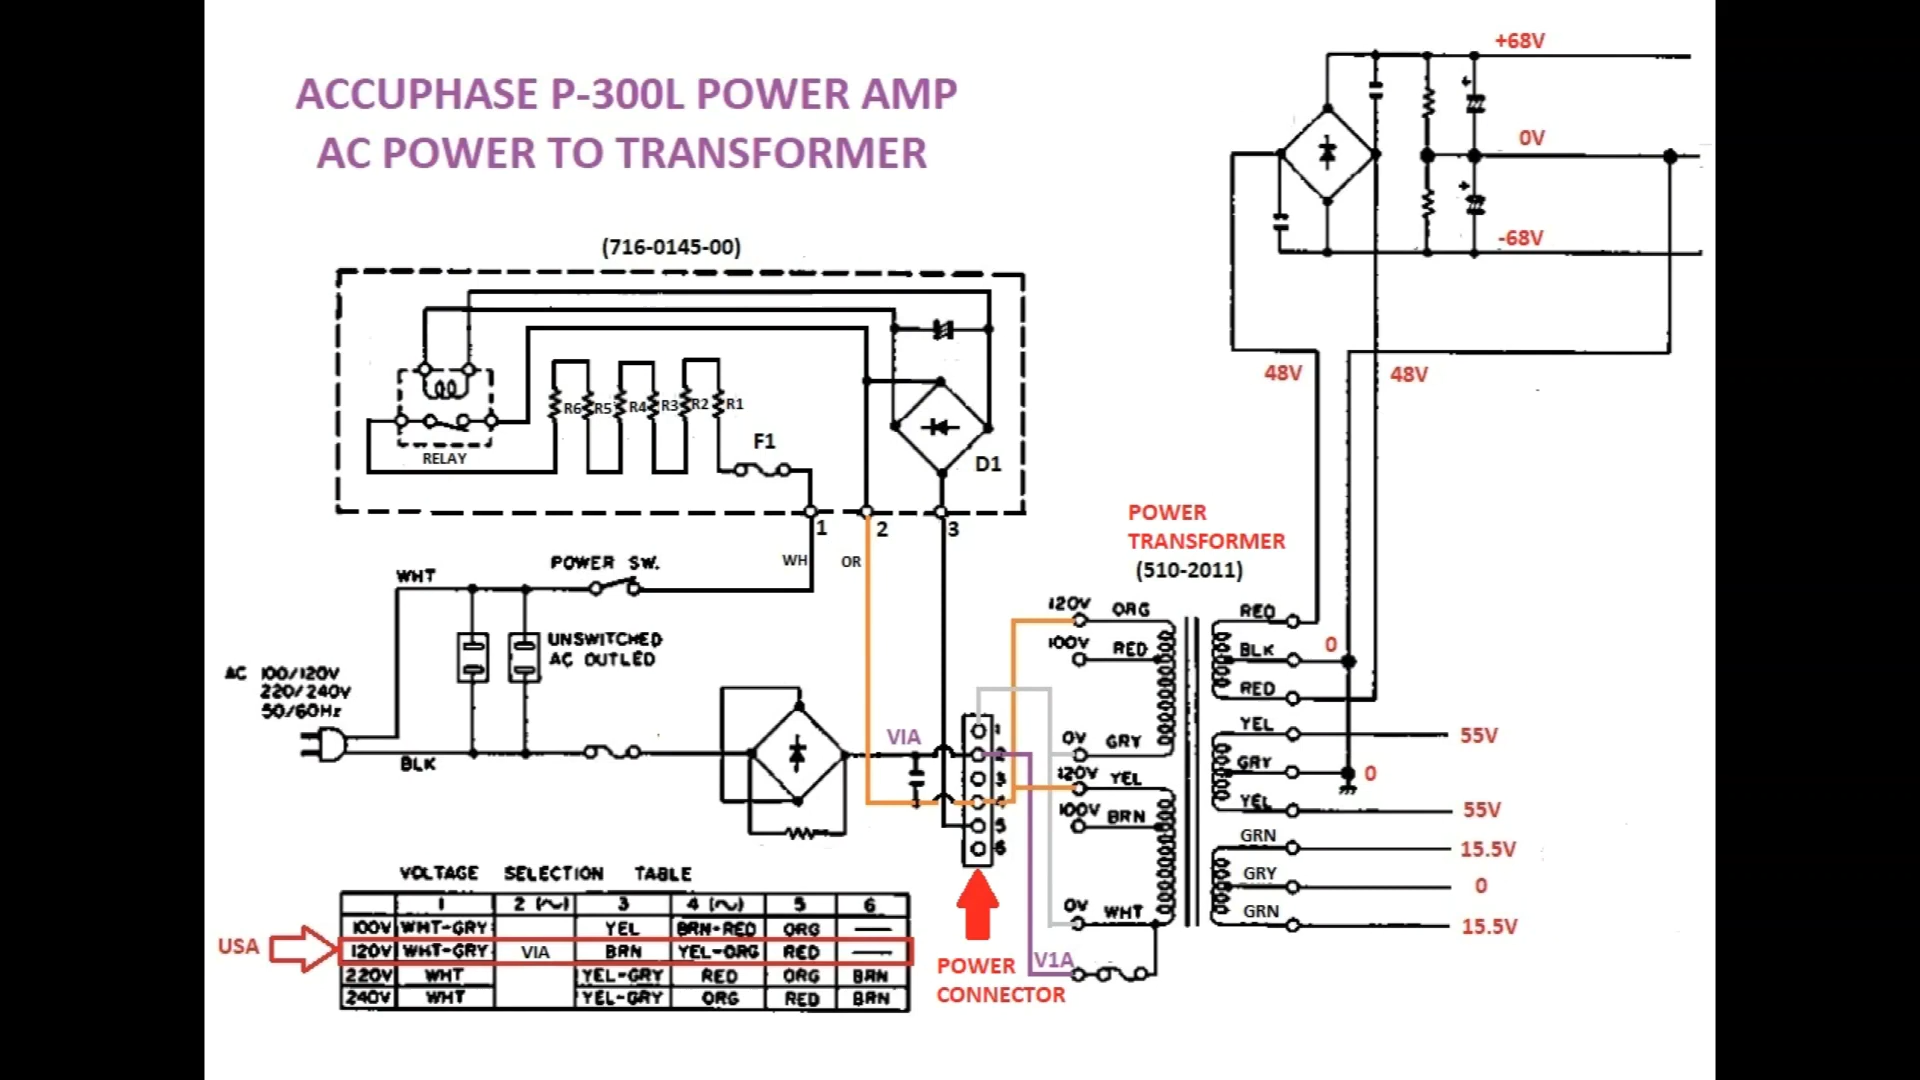 ACCUPHASE P-300L POWER AMP
AC POWER TO TRANSFORMER
+68V
0V
-68V
48V
48V
(716-0145-00)
R6
R5
R4
R3
R2
R1
F1
RELAY
D1
1
2
3
WH
OR
POWER SW.
WHT
UNSWITCHED
AC OUTLED
AC 100/120V
220/240V
50/60Hz
BLK
VIA
1
2
3
4
5
6
POWER
TRANSFORMER
(510-2011)
120V ORG
100V RED
0V GRY
120V YEL
100V BRN
0V WHT
V1A
RED
BLK
RED
0
YEL
55V
GRY
0
YEL
55V
GRN
15.5V
GRY
0
GRN
15.5V
POWER
CONNECTOR
VOLTAGE SELECTION TABLE
1 2 (~) 3 4 (~) 5 6
100V WHT-GRY YEL BRN-RED ORG —
USA
120V WHT-GRY VIA BRN YEL-ORG RED —
220V WHT YEL-GRY RED ORG BRN
240V WHT YEL-GRY ORG RED BRN